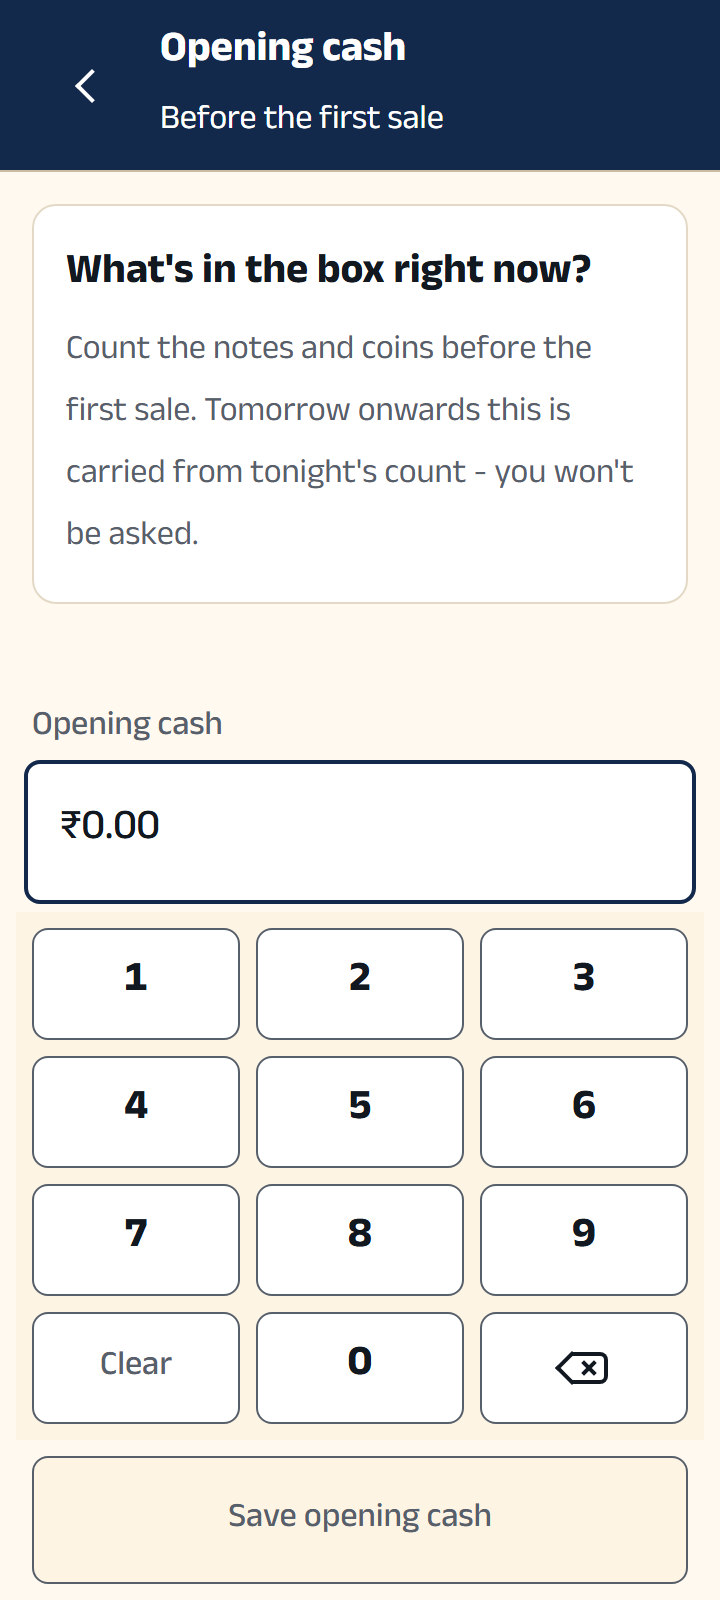 Opening cash
Before the first sale
What's in the box right now?
Count the notes and coins before the
first sale. Tomorrow onwards this is
carried from tonight's count - you won't
be asked.
Opening cash
₹0.00
1 2 3
4 5 6
7 8 9
Clear 0
Save opening cash